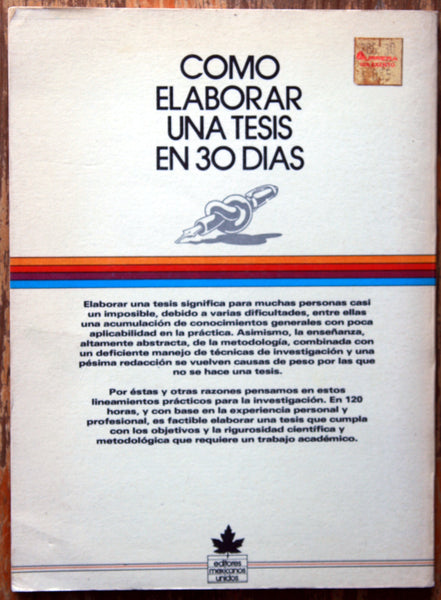 COMO
ELABORAR
UNA TESIS
EN 30 DIAS
Elaborar una tesis significa para muchas personas casi
un imposible, debido a varias dificultades, entre ellas
una acumulación de conocimientos generales con poca
aplicabilidad en la práctica. Asimismo, la enseñanza,
altamente abstracta, de la metodología, combinada con
un deficiente manejo de técnicas de investigación y una
pésima redacción se vuelven causas de peso por las que
no se hace una tesis.
Por éstas y otras razones pensamos en estos
lineamientos prácticos para la investigación. En 120
horas, y con base en la experiencia personal y
profesional, es factible elaborar una tesis que cumpla
con los objetivos y la rigurosidad científica y
metodológica que requiere un trabajo académico.
editores
mexicanos
unidos